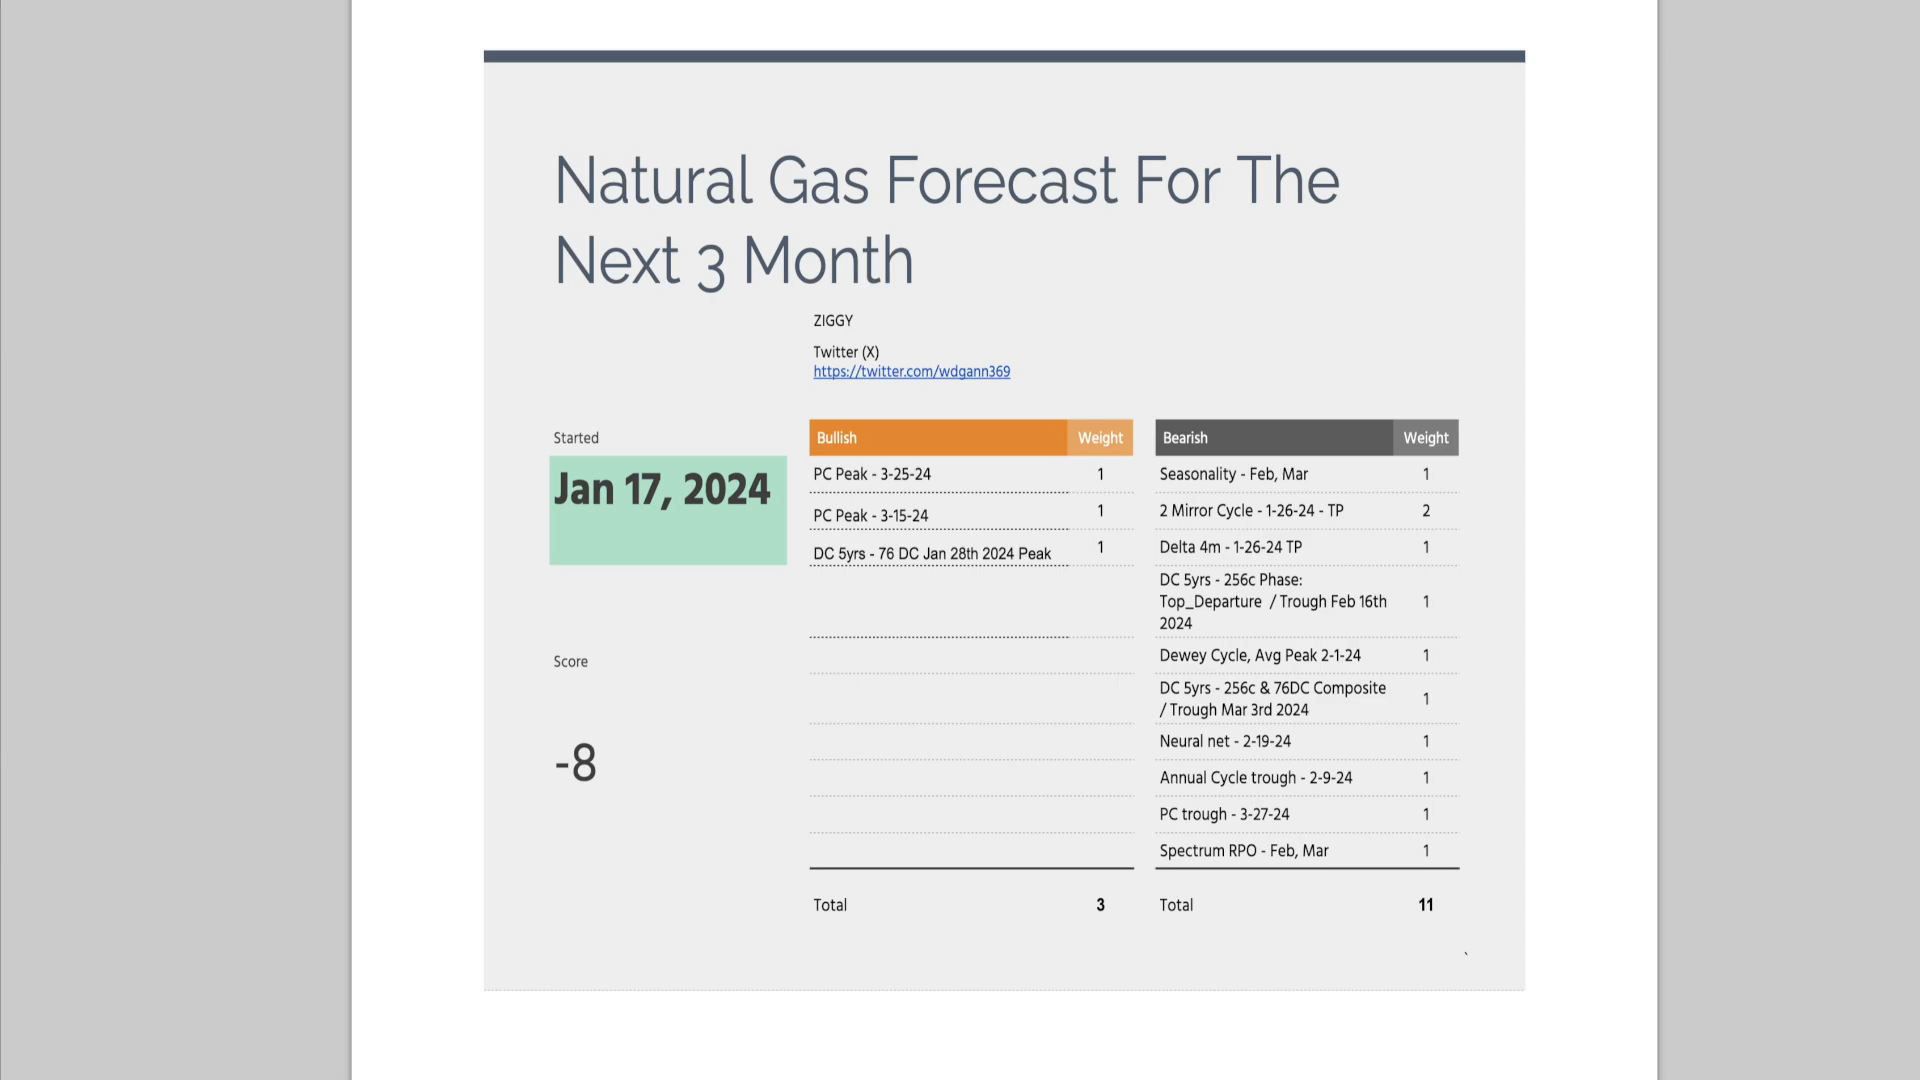 Natural Gas Forecast For The
Next 3 Month
ZIGGY
Twitter (X)
https://twitter.com/wdgann369
Started
Jan 17, 2024
Score
-8
Bullish Weight
PC Peak - 3-25-24 1
PC Peak - 3-15-24 1
DC 5yrs - 76 DC Jan 28th 2024 Peak 1
Total 3
Bearish Weight
Seasonality - Feb, Mar 1
2 Mirror Cycle - 1-26-24 - TP 2
Delta 4m - 1-26-24 TP 1
DC 5yrs - 256c Phase:
Top_Departure / Trough Feb 16th 1
2024
Dewey Cycle, Avg Peak 2-1-24 1
DC 5yrs - 256c & 76DC Composite
/ Trough Mar 3rd 2024 1
Neural net - 2-19-24 1
Annual Cycle trough - 2-9-24 1
PC trough - 3-27-24 1
Spectrum RPO - Feb, Mar 1
Total 11
`